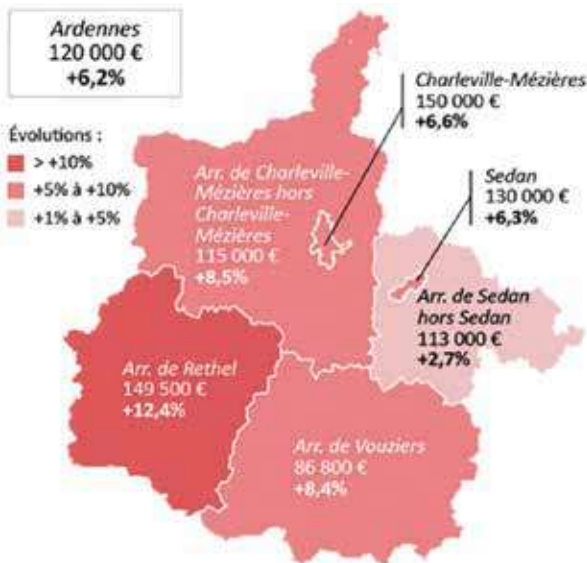 Ardennes
120 000 €
+6,2%
Évolutions :
> +10%
+5% à +10%
+1% à +5%
Charleville-Mézières
150 000 €
+6,6%
Sedan
130 000 €
+6,3%
Arr. de Charleville-
Mézières hors
Charleville-
Mézières
115 000 €
+8,5%
Arr. de Sedan
hors Sedan
113 000 €
+2,7%
Arr. de Rethel
149 500 €
+12,4%
Arr. de Vouziers
86 800 €
+8,4%